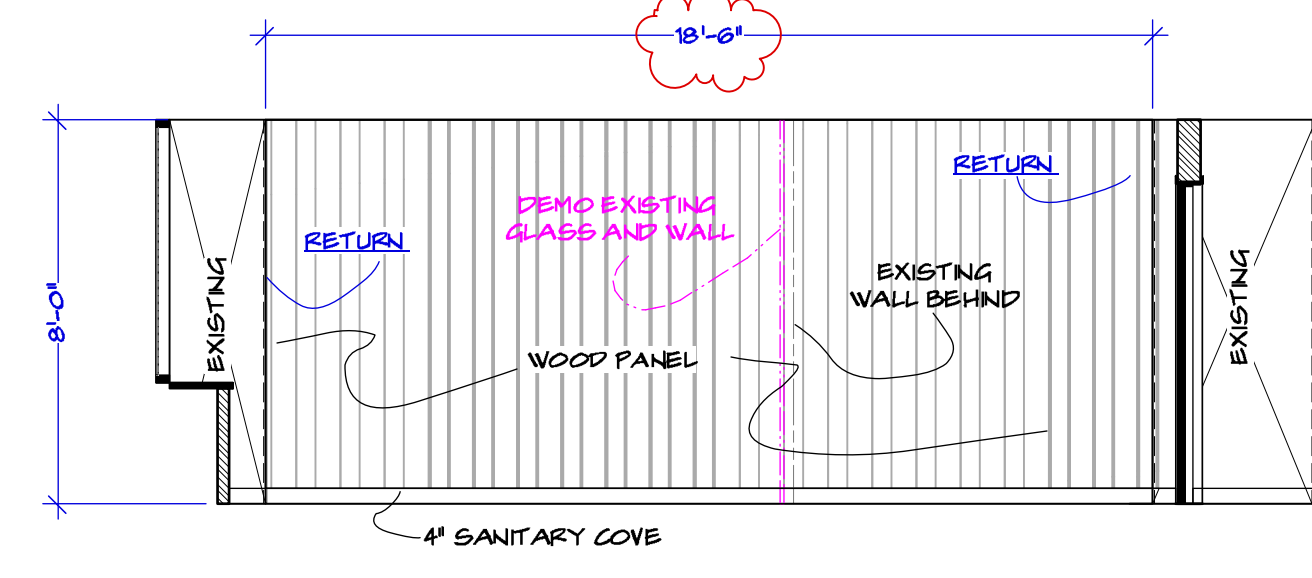 18'-6"
RETURN
DEMO EXISTING
GLASS AND WALL
RETURN
EXISTING
WALL BEHIND
EXISTING
EXISTING
8'-0"
WOOD PANEL
4" SANITARY COVE